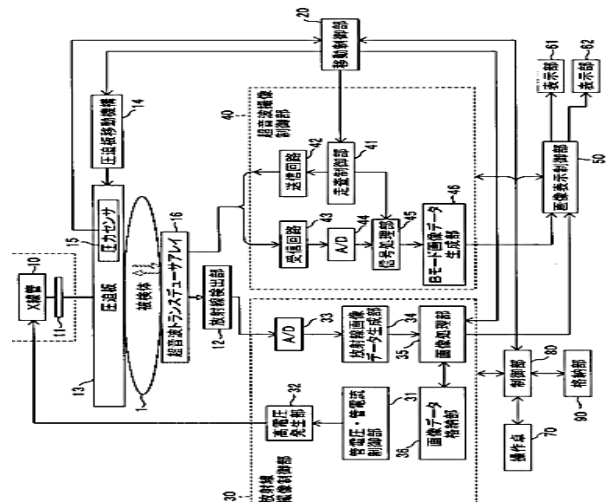 10
X線管
11
13
圧迫板
15
圧力センサ
圧迫板移動機構
14
1
被検体
超音波トランスデューサアレイ
16
放射線検出部
12
20
移動制御部
30
放射線
撮像制御部
高電圧
発生部
32
管電圧・管電流
制御部
31
A/D
33
放射線画像
データ生成部
34
画像処理部
35
画像データ
格納部
36
40
超音波撮像
制御部
送信回路
42
走査制御部
41
受信回路
43
A/D
44
信号処理部
45
Bモード画像データ
生成部
46
画像表示制御部
50
表示部
61
表示部
62
操作卓
70
制御部
80
格納部
90